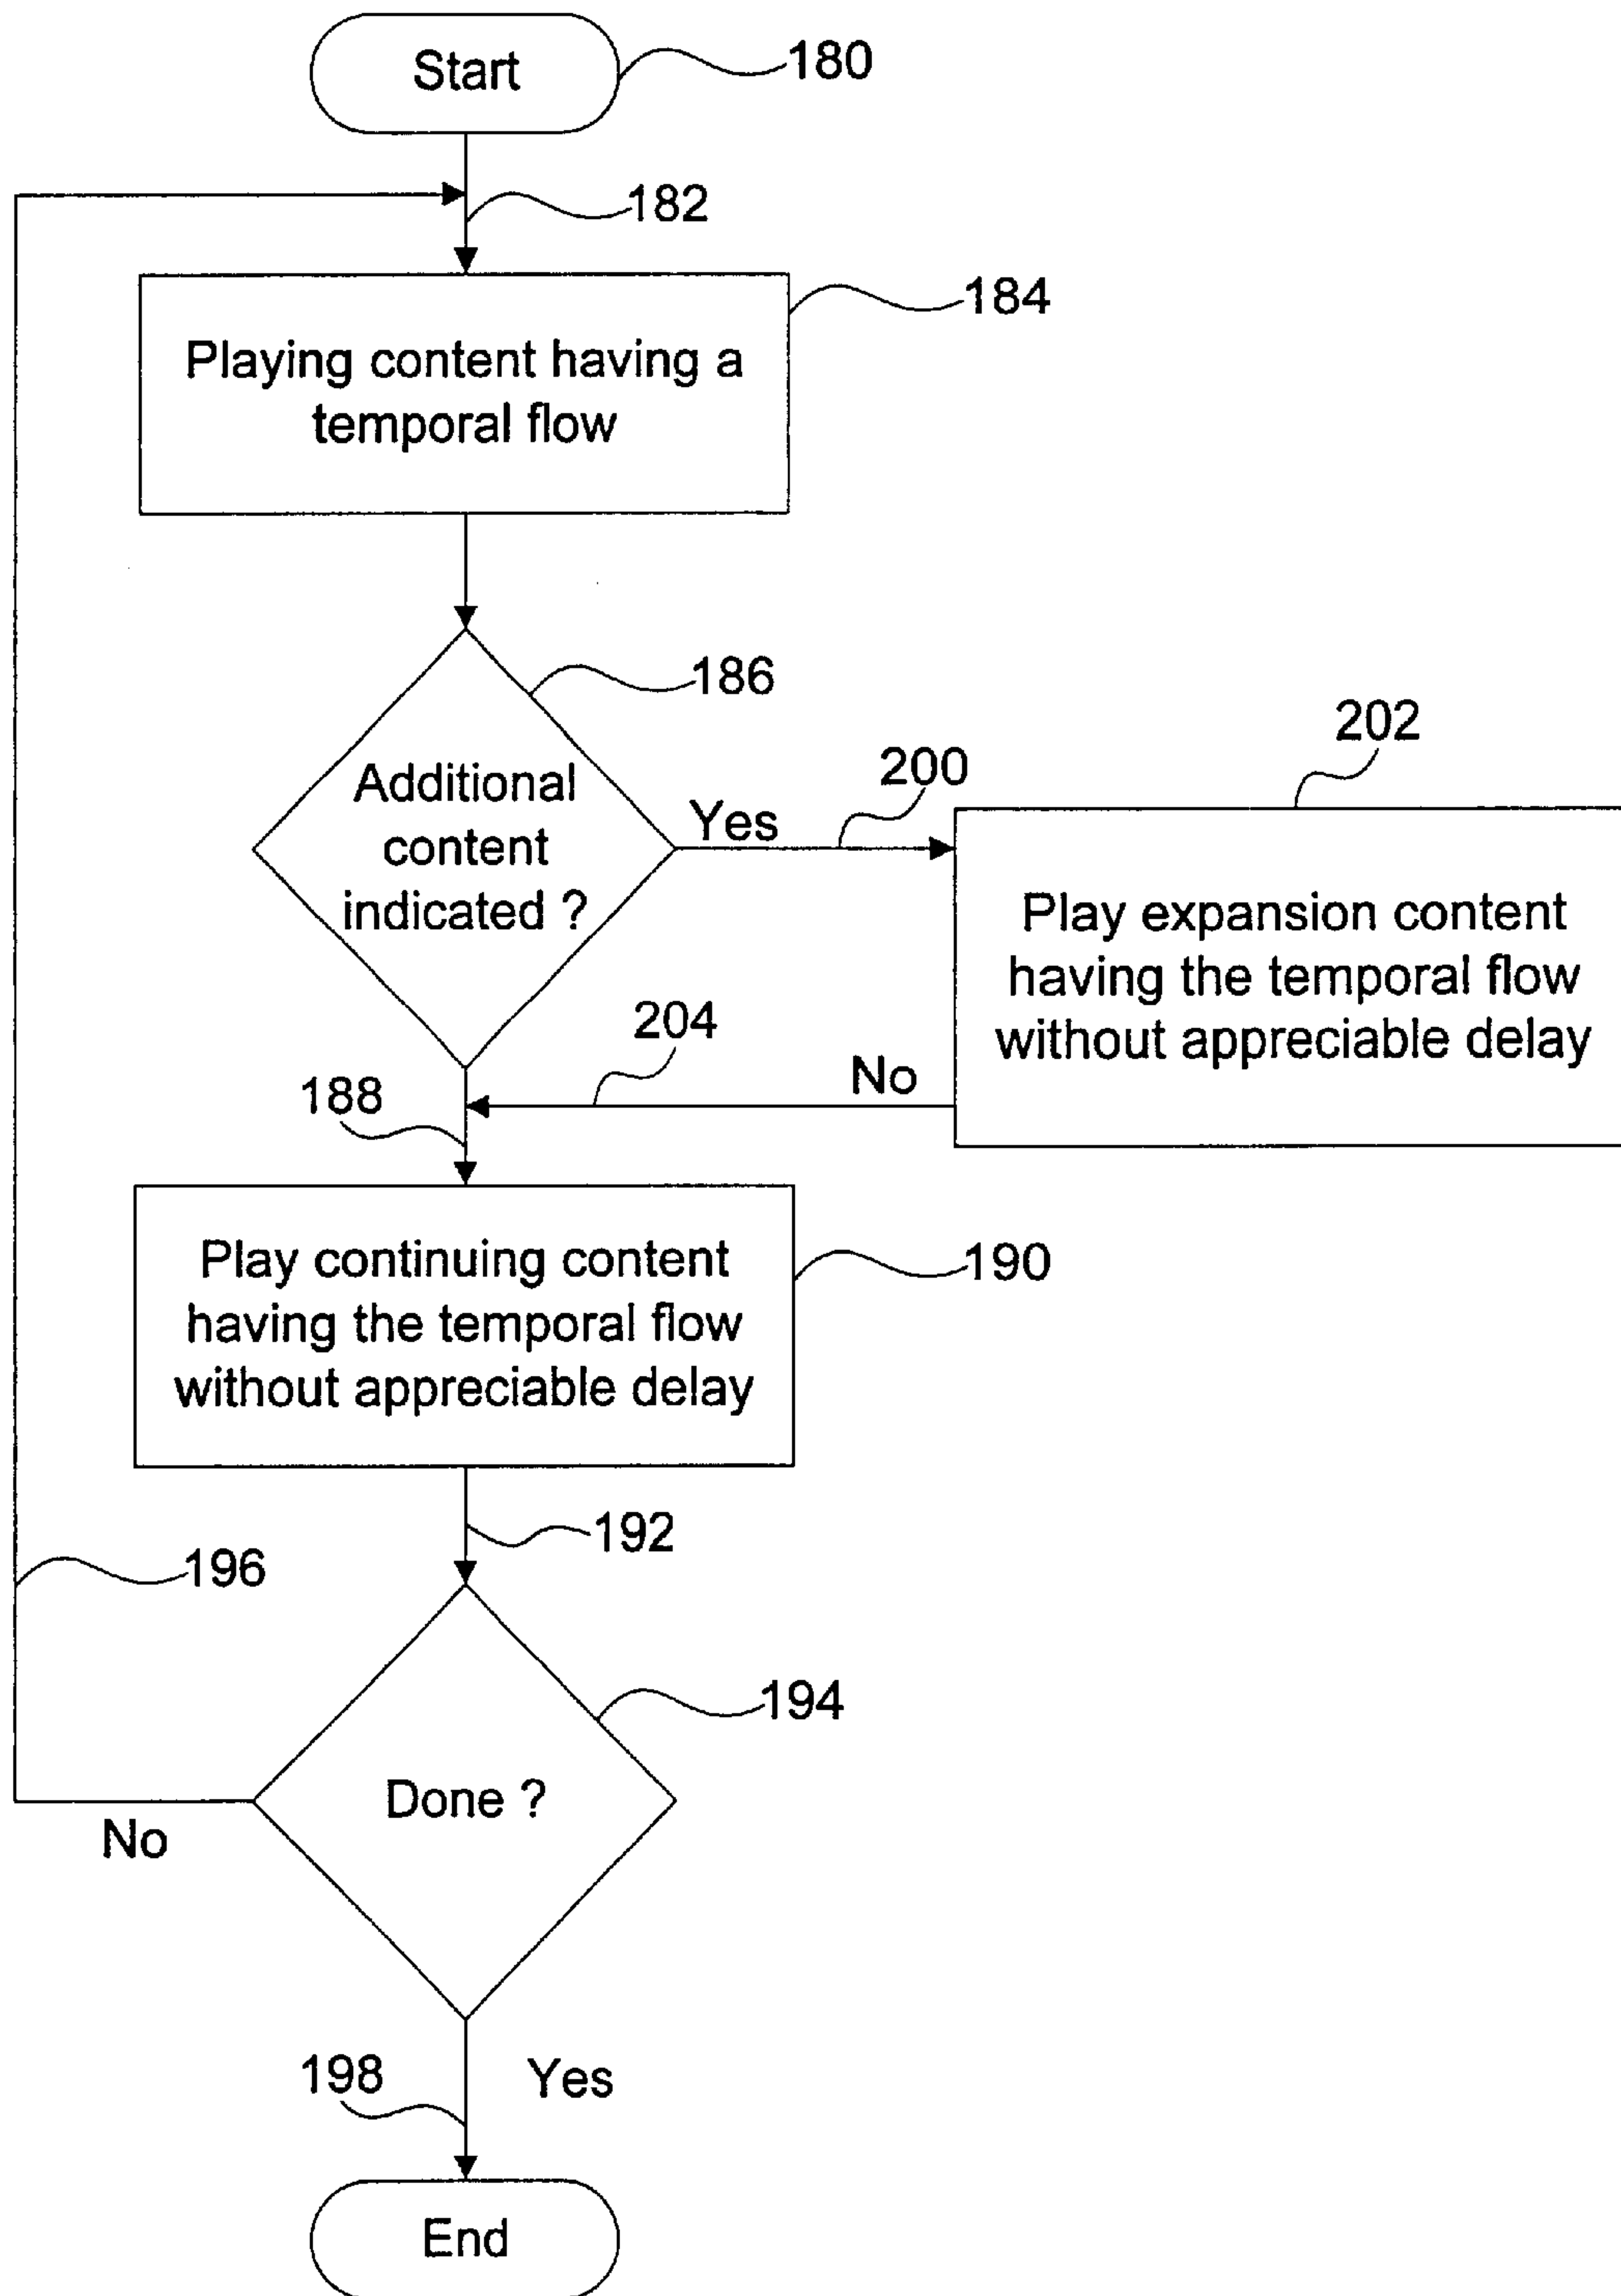 Start
180
182
184
Playing content having a
temporal flow
186
Additional
content
indicated ?
Yes
200
202
Play expansion content
having the temporal flow
without appreciable delay
204
No
188
Play continuing content
having the temporal flow
without appreciable delay
190
192
196
194
Done ?
No
198
Yes
End